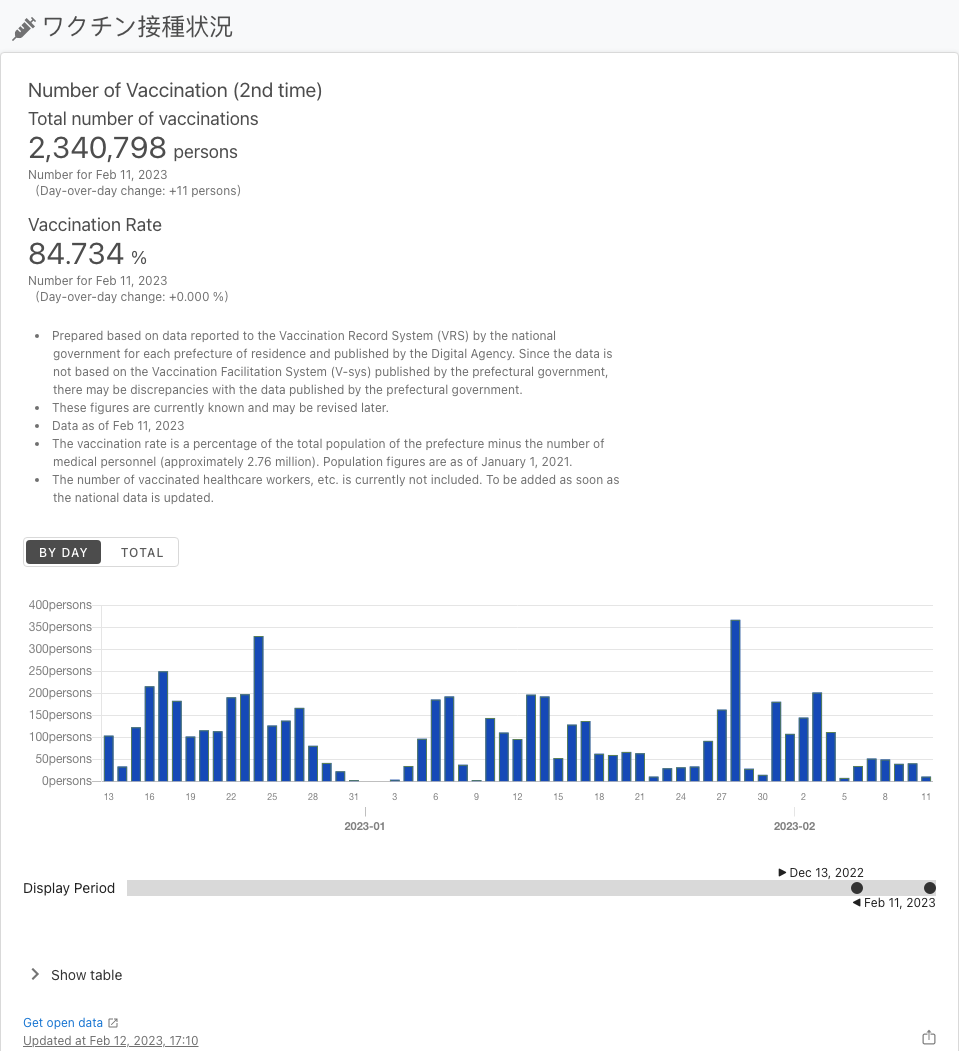 ワクチン接種状況
Number of Vaccination (2nd time)
Total number of vaccinations
2,340,798 persons
Number for Feb 11, 2023
(Day-over-day change: +11 persons)
Vaccination Rate
84.734 %
Number for Feb 11, 2023
(Day-over-day change: +0.000 %)
• Prepared based on data reported to the Vaccination Record System (VRS) by the national
government for each prefecture of residence and published by the Digital Agency. Since the data is
not based on the Vaccination Facilitation System (V-sys) published by the prefectural government,
there may be discrepancies with the data published by the prefectural government.
• These figures are currently known and may be revised later.
• Data as of Feb 11, 2023
• The vaccination rate is a percentage of the total population of the prefecture minus the number of
medical personnel (approximately 2.76 million). Population figures are as of January 1, 2021.
• The number of vaccinated healthcare workers, etc. is currently not included. To be added as soon as
the national data is updated.
BY DAY TOTAL
400persons
350persons
300persons
250persons
200persons
150persons
100persons
50persons
0persons
13 16 19 22 25 28 31 3 6 9 12 15 18 21 24 27 30 2 5 8 11
2023-01 2023-02
Dec 13, 2022
Display Period
Feb 11, 2023
Show table
Get open data
Updated at Feb 12, 2023, 17:10